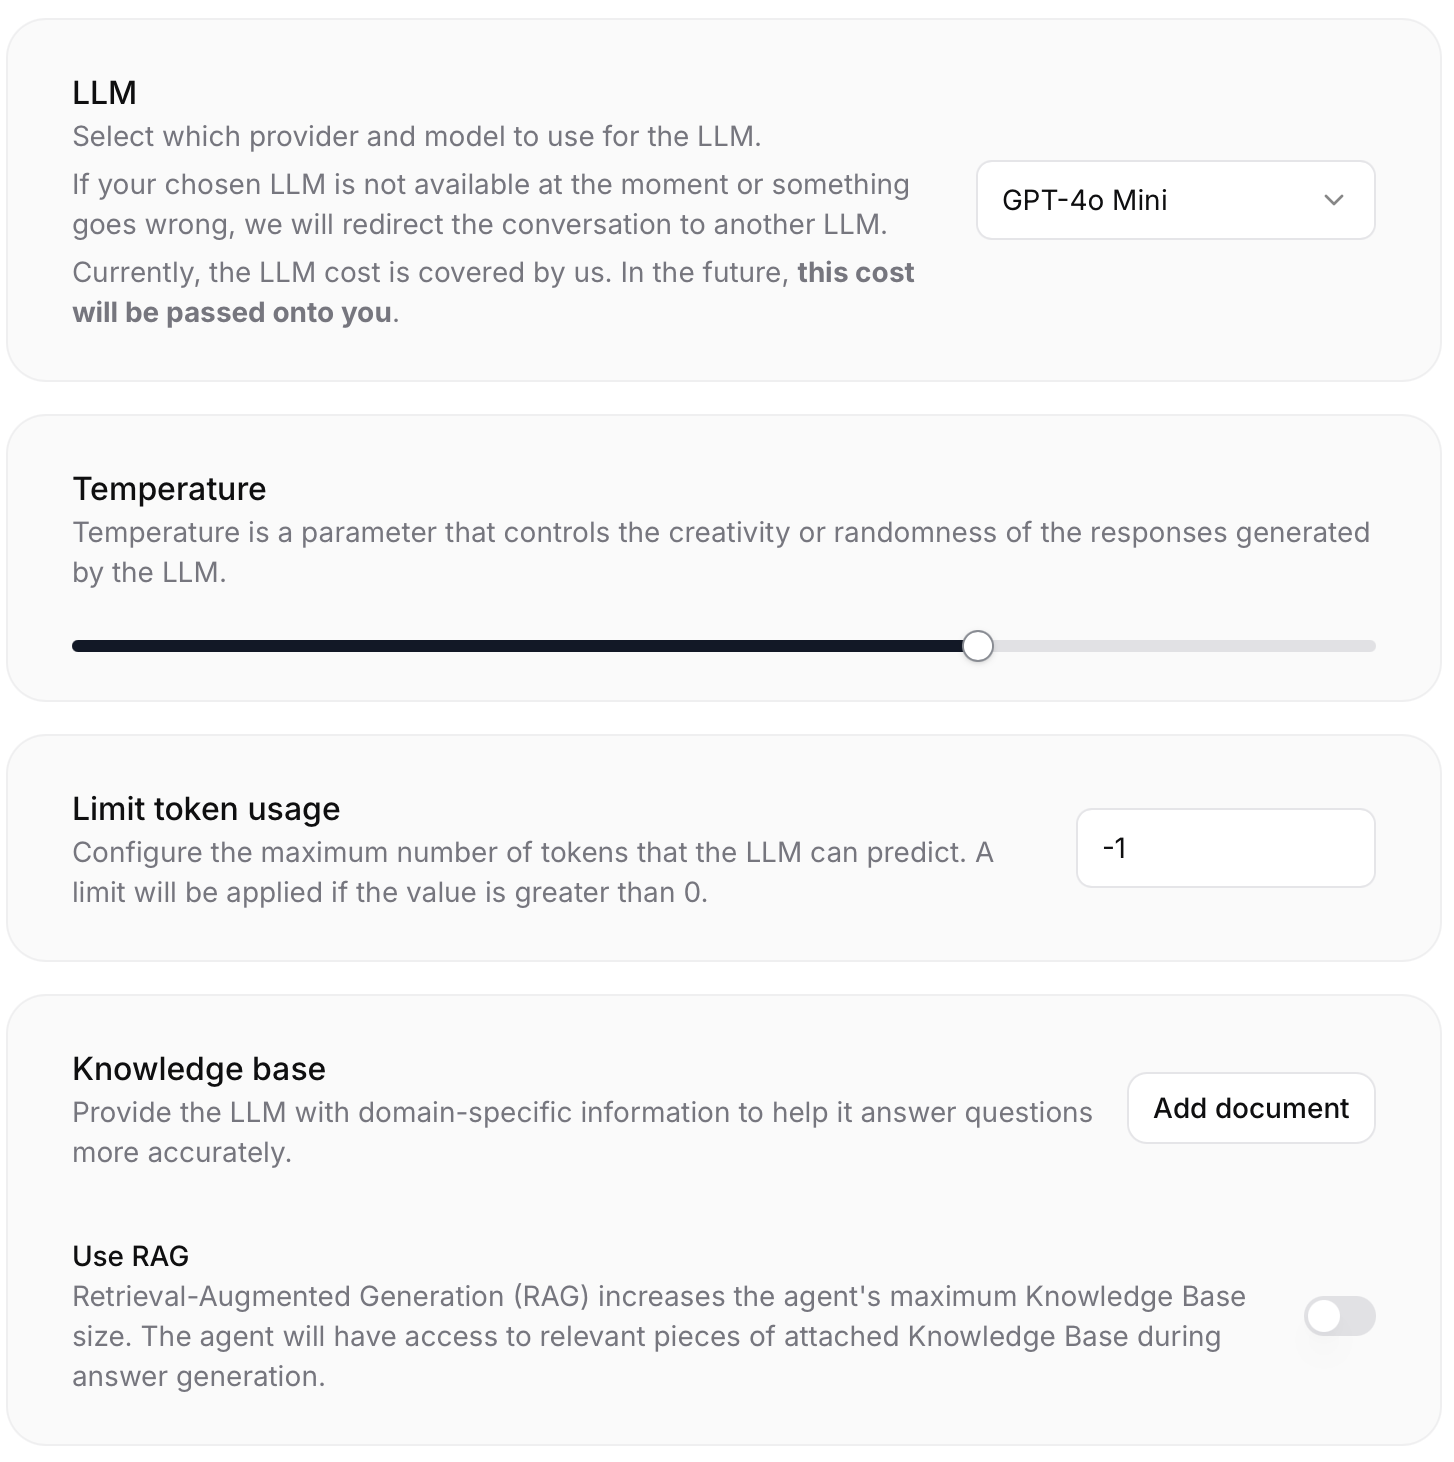 LLM
Select which provider and model to use for the LLM.
If your chosen LLM is not available at the moment or something
goes wrong, we will redirect the conversation to another LLM.
Currently, the LLM cost is covered by us. In the future, this cost
will be passed onto you.
GPT-4o Mini
Temperature
Temperature is a parameter that controls the creativity or randomness of the responses generated
by the LLM.
Limit token usage
Configure the maximum number of tokens that the LLM can predict. A
limit will be applied if the value is greater than 0.
-1
Knowledge base
Provide the LLM with domain-specific information to help it answer questions
more accurately.
Add document
Use RAG
Retrieval-Augmented Generation (RAG) increases the agent's maximum Knowledge Base
size. The agent will have access to relevant pieces of attached Knowledge Base during
answer generation.